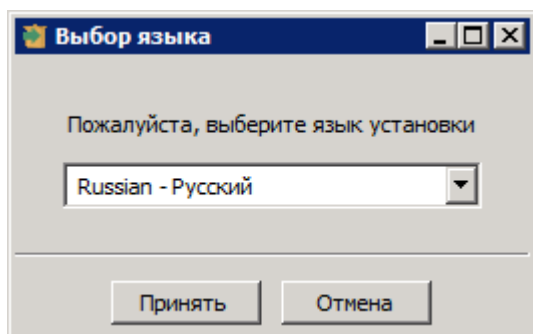 Выбор языка
Пожалуйста, выберите язык установки
Russian - Русский
Принять
Отмена